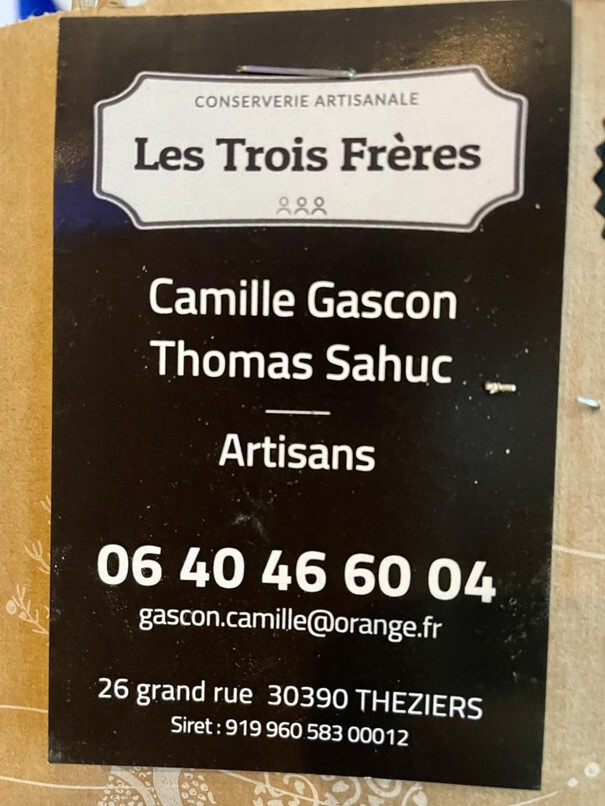 CONSERVERIE ARTISANALE
Les Trois Frères
Camille Gascon
Thomas Sahuc
Artisans
06 40 46 60 04
gascon.camille@orange.fr
26 grand rue 30390 THEZIERS
Siret : 919 960 583 00012